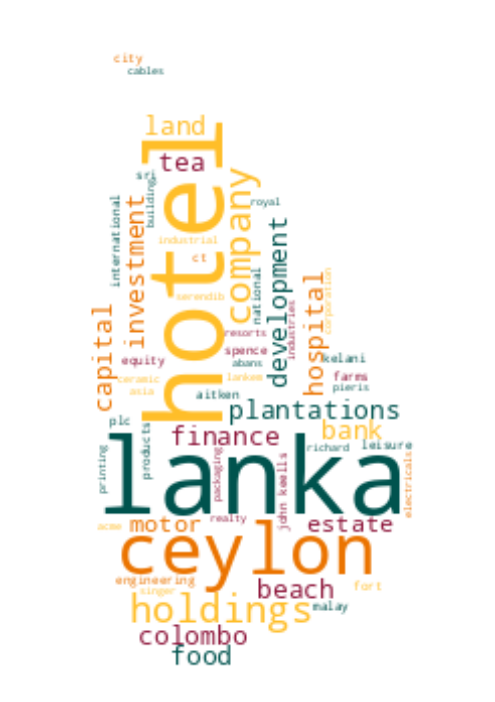 city
cables
land
tea
hotel
sri
building
royal
company
international
investment
industrial
development
ct
national
hospital
corporation
serendib
industries
capital
resorts
spence
equity
abans
kelani
ceramic
lankem
farms
asia
aitken
pieris
plantations
plc
finance
bank
products
lanka
richard
leisure
printing
packaging
john keells
electricals
realty
acme
motor
estate
ceylon
engineering
singer
beach
fort
holdings
malay
colombo
food